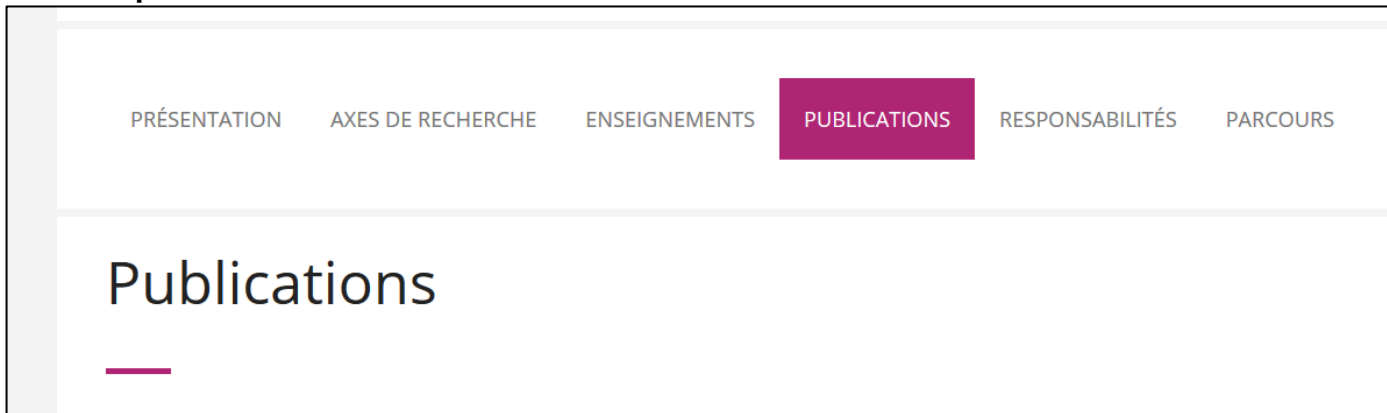 PRÉSENTATION AXES DE RECHERCHE ENSEIGNEMENTS PUBLICATIONS RESPONSABILITÉS PARCOURS
Publications